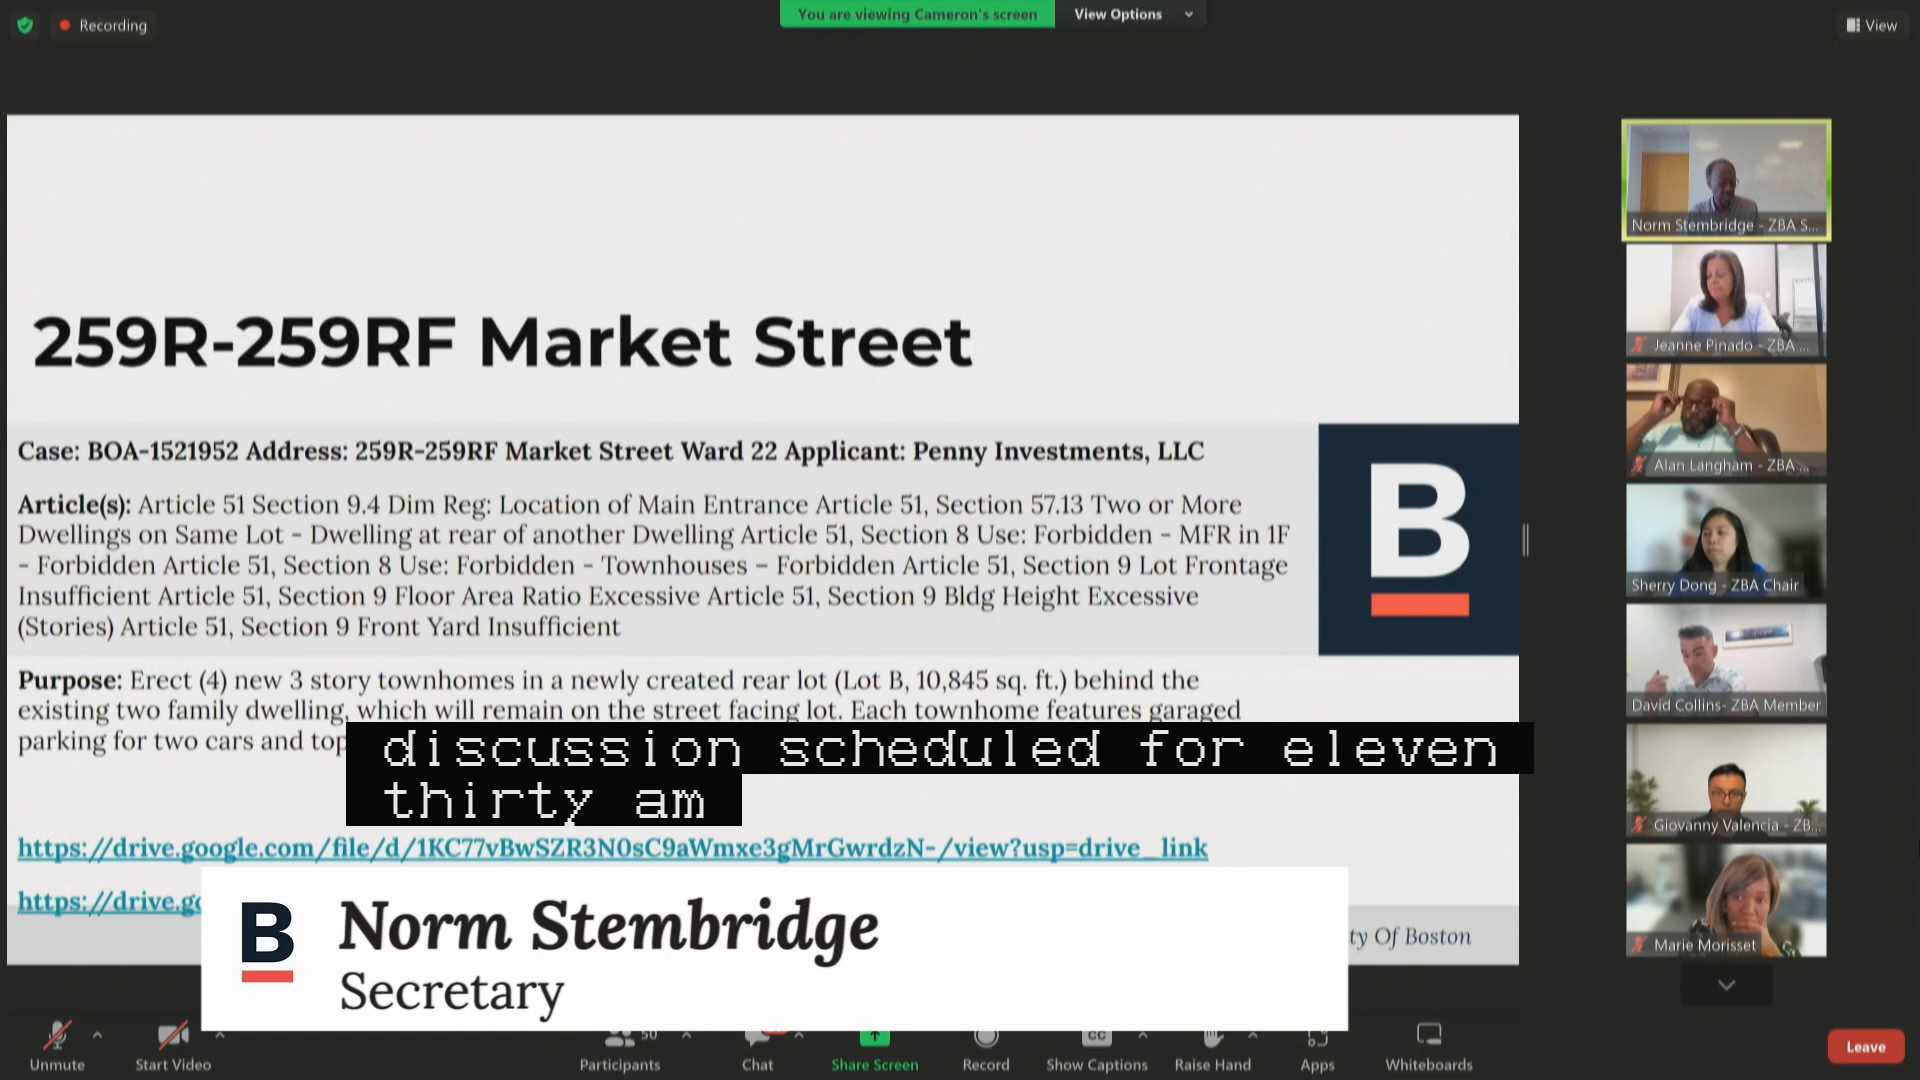 Recording
You are viewing Cameron's screen
View Options
View
259R-259RF Market Street
Case: BOA-1521952 Address: 259R-259RF Market Street Ward 22 Applicant: Penny Investments, LLC
Article(s): Article 51 Section 9.4 Dim Reg: Location of Main Entrance Article 51, Section 57.13 Two or More
Dwellings on Same Lot - Dwelling at rear of another Dwelling Article 51, Section 8 Use: Forbidden - MFR in 1F
- Forbidden Article 51, Section 8 Use: Forbidden - Townhouses - Forbidden Article 51, Section 9 Lot Frontage
Insufficient Article 51, Section 9 Floor Area Ratio Excessive Article 51, Section 9 Bldg Height Excessive
(Stories) Article 51, Section 9 Front Yard Insufficient
B
Purpose: Erect (4) new 3 story townhomes in a newly created rear lot (Lot B, 10,845 sq. ft.) behind the
existing two family dwelling, which will remain on the street facing lot. Each townhome features garaged
parking for two cars and top
discussion scheduled for eleven
thirty am
https://drive.google.com/file/d/1KC77vBwSZR3N0sC9aWmxe3gMrGwrdzN-/view?usp=drive_link
https://drive.go
ty Of Boston
B
Norm Stembridge
Secretary
Norm Stembridge - ZBA S...
Jeanne Pinado - ZBA ...
Alan Langham - ZBA ...
Sherry Dong - ZBA Chair
David Collins- ZBA Member
Giovanny Valencia - ZB...
Marie Morisset
Unmute
Start Video
Participants
50
Chat
Share Screen
Record
CC
Show Captions
Raise Hand
Apps
Whiteboards
Leave